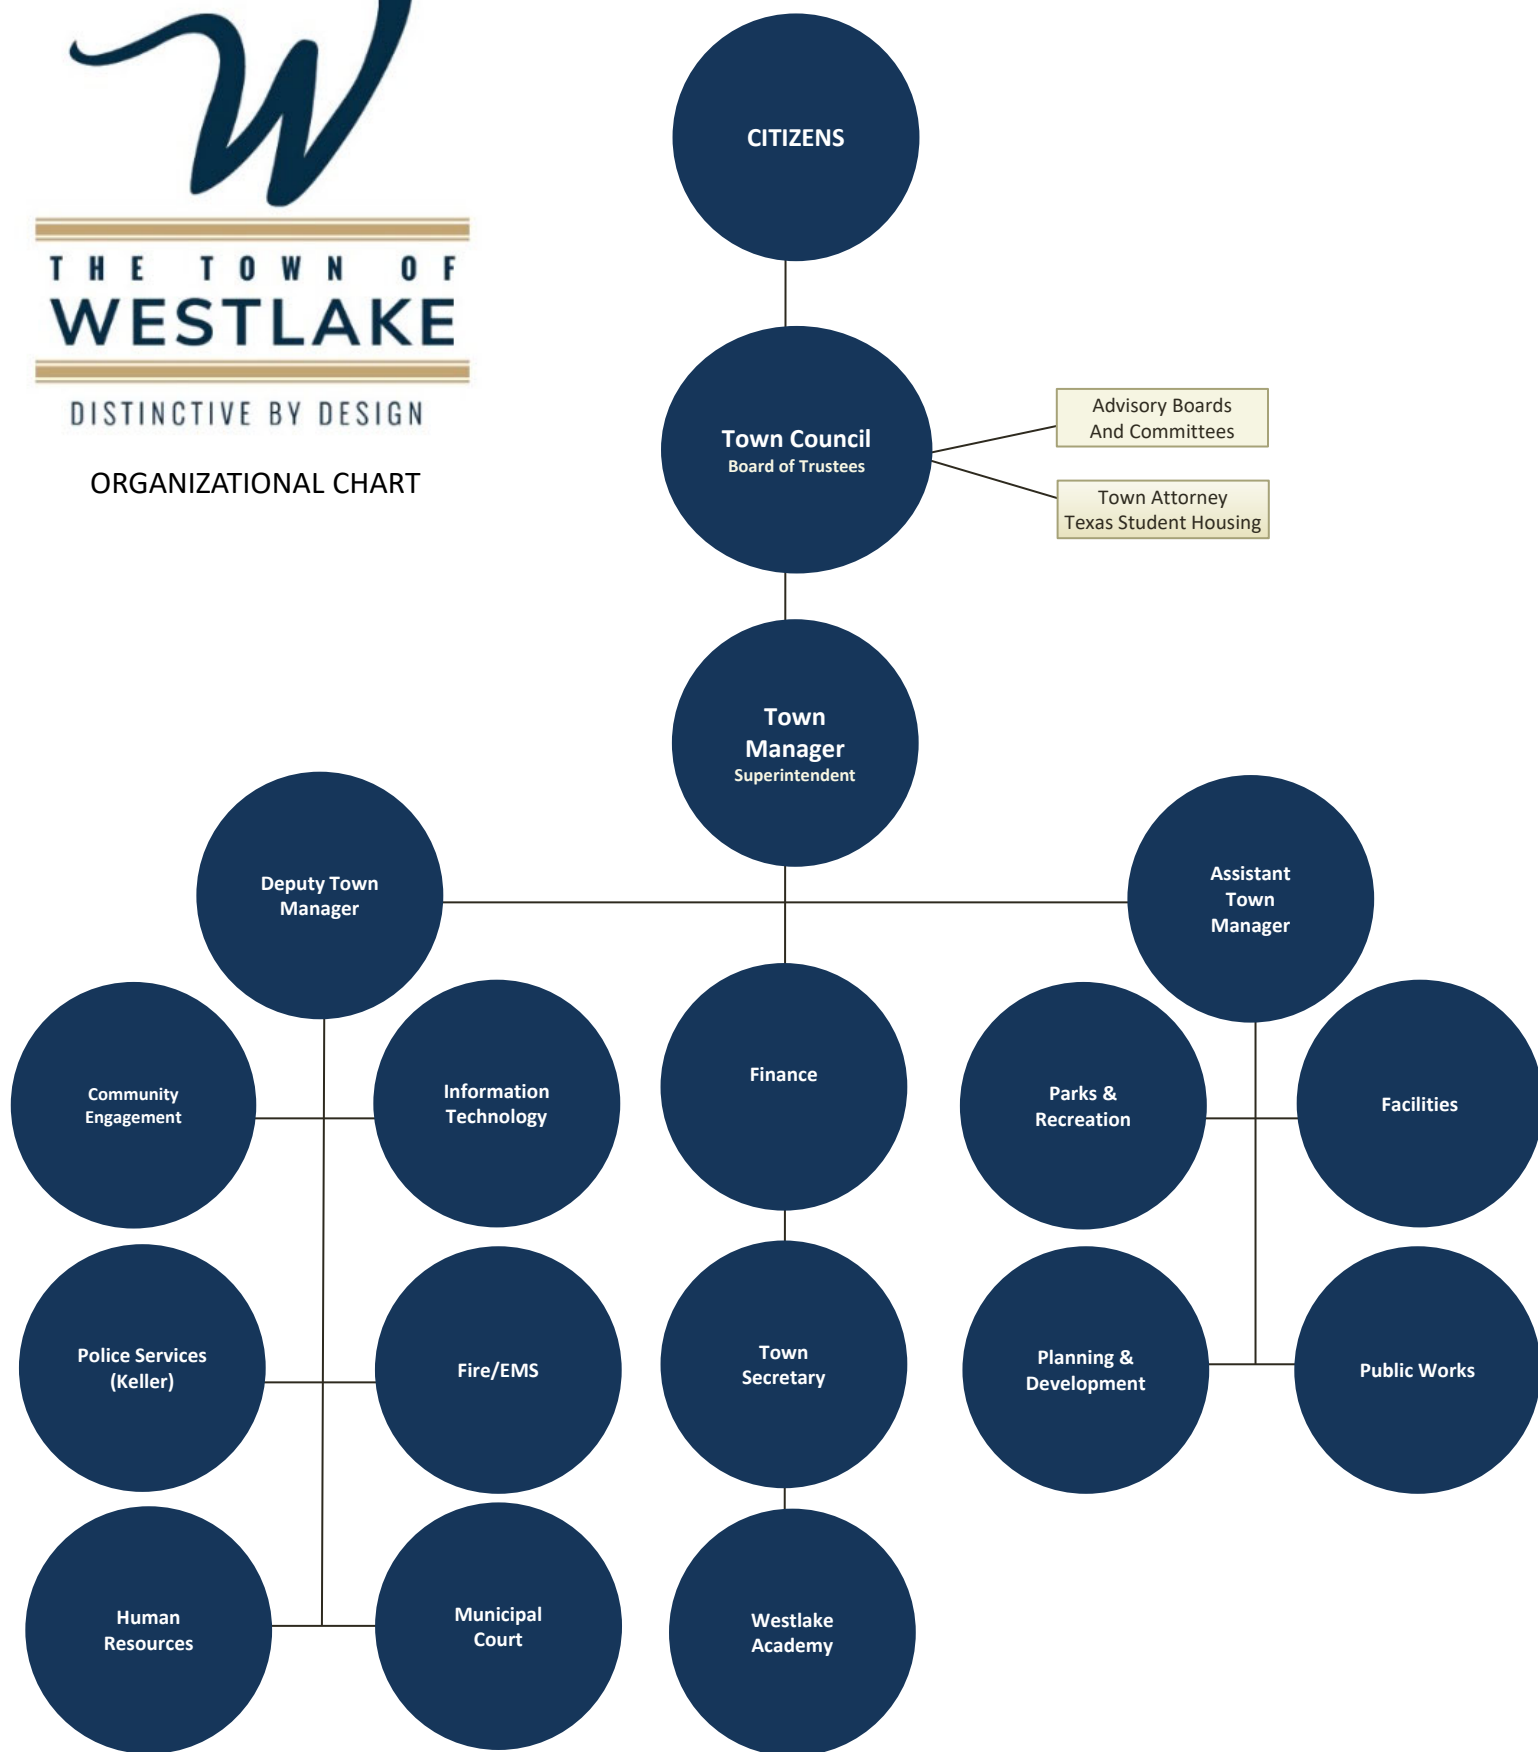 W
THE TOWN OF
WESTLAKE
DISTINCTIVE BY DESIGN
ORGANIZATIONAL CHART
CITIZENS
Town Council
Board of Trustees
Advisory Boards
And Committees
Town Attorney
Texas Student Housing
Town
Manager
Superintendent
Deputy Town
Manager
Assistant
Town
Manager
Community
Engagement
Information
Technology
Finance
Parks &
Recreation
Facilities
Police Services
(Keller)
Fire/EMS
Town
Secretary
Planning &
Development
Public Works
Human
Resources
Municipal
Court
Westlake
Academy